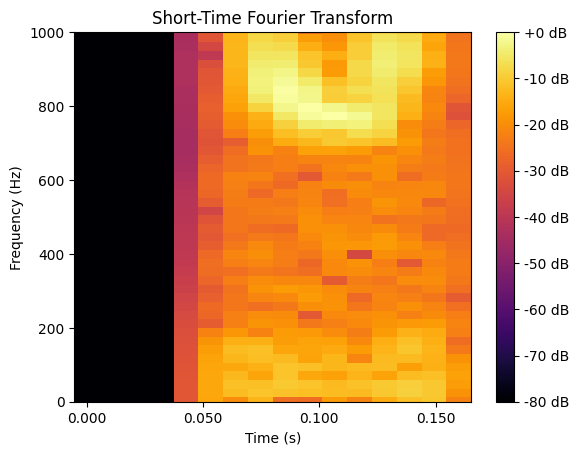 Short-Time Fourier Transform
1000
800
600
400
200
0
Frequency (Hz)
0.000
0.050
0.100
0.150
Time (s)
+0 dB
-10 dB
-20 dB
-30 dB
-40 dB
-50 dB
-60 dB
-70 dB
-80 dB